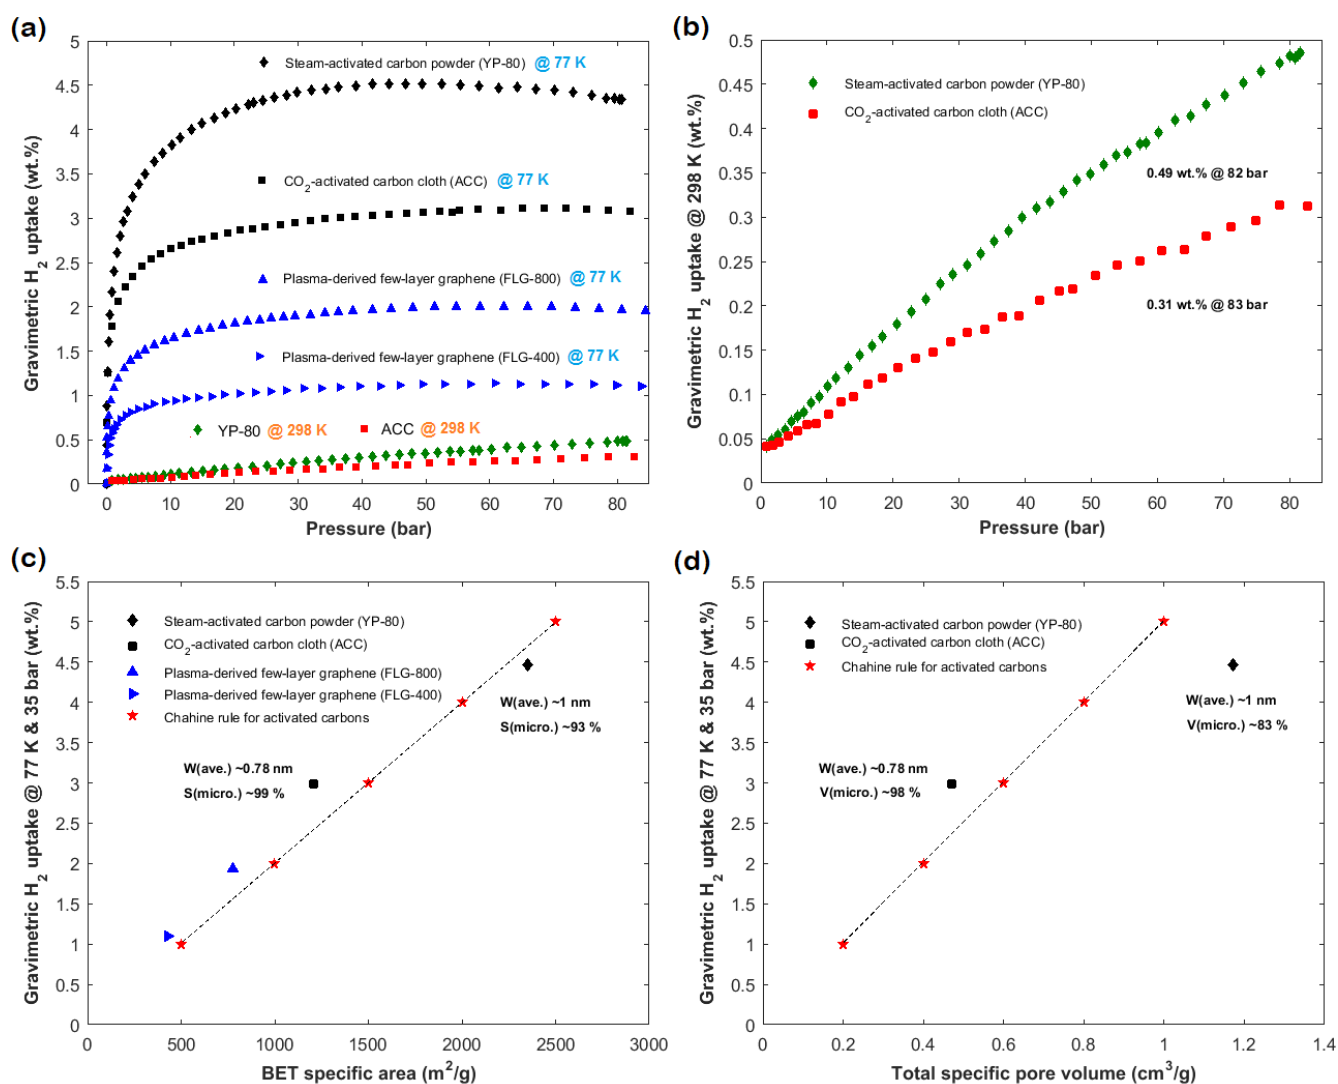 (a)
Gravimetric H2 uptake (wt.%)
5
4.5
4
3.5
3
2.5
2
1.5
1
0.5
0
Steam-activated carbon powder (YP-80) @ 77 K
CO2-activated carbon cloth (ACC) @ 77 K
Plasma-derived few-layer graphene (FLG-800) @ 77 K
Plasma-derived few-layer graphene (FLG-400) @ 77 K
YP-80 @ 298 K ACC @ 298 K
0 10 20 30 40 50 60 70 80
Pressure (bar)
(b)
Gravimetric H2 uptake @ 298 K (wt.%)
0.5
0.45
0.4
0.35
0.3
0.25
0.2
0.15
0.1
0.05
0
Steam-activated carbon powder (YP-80)
CO2-activated carbon cloth (ACC)
0.49 wt.% @ 82 bar
0.31 wt.% @ 83 bar
0 10 20 30 40 50 60 70 80
Pressure (bar)
(c)
Gravimetric H2 uptake @ 77 K & 35 bar (wt.%)
5.5
5
4.5
4
3.5
3
2.5
2
1.5
1
0.5
0
Steam-activated carbon powder (YP-80)
CO2-activated carbon cloth (ACC)
Plasma-derived few-layer graphene (FLG-800)
Plasma-derived few-layer graphene (FLG-400)
Chahine rule for activated carbons
W(ave.) ~1 nm
S(micro.) ~93 %
W(ave.) ~0.78 nm
S(micro.) ~99 %
0 500 1000 1500 2000 2500 3000
BET specific area (m2/g)
(d)
Gravimetric H2 uptake @ 77 K & 35 bar (wt.%)
5.5
5
4.5
4
3.5
3
2.5
2
1.5
1
0.5
0
Steam-activated carbon powder (YP-80)
CO2-activated carbon cloth (ACC)
Chahine rule for activated carbons
W(ave.) ~1 nm
V(micro.) ~83 %
W(ave.) ~0.78 nm
V(micro.) ~98 %
0 0.2 0.4 0.6 0.8 1 1.2 1.4
Total specific pore volume (cm3/g)